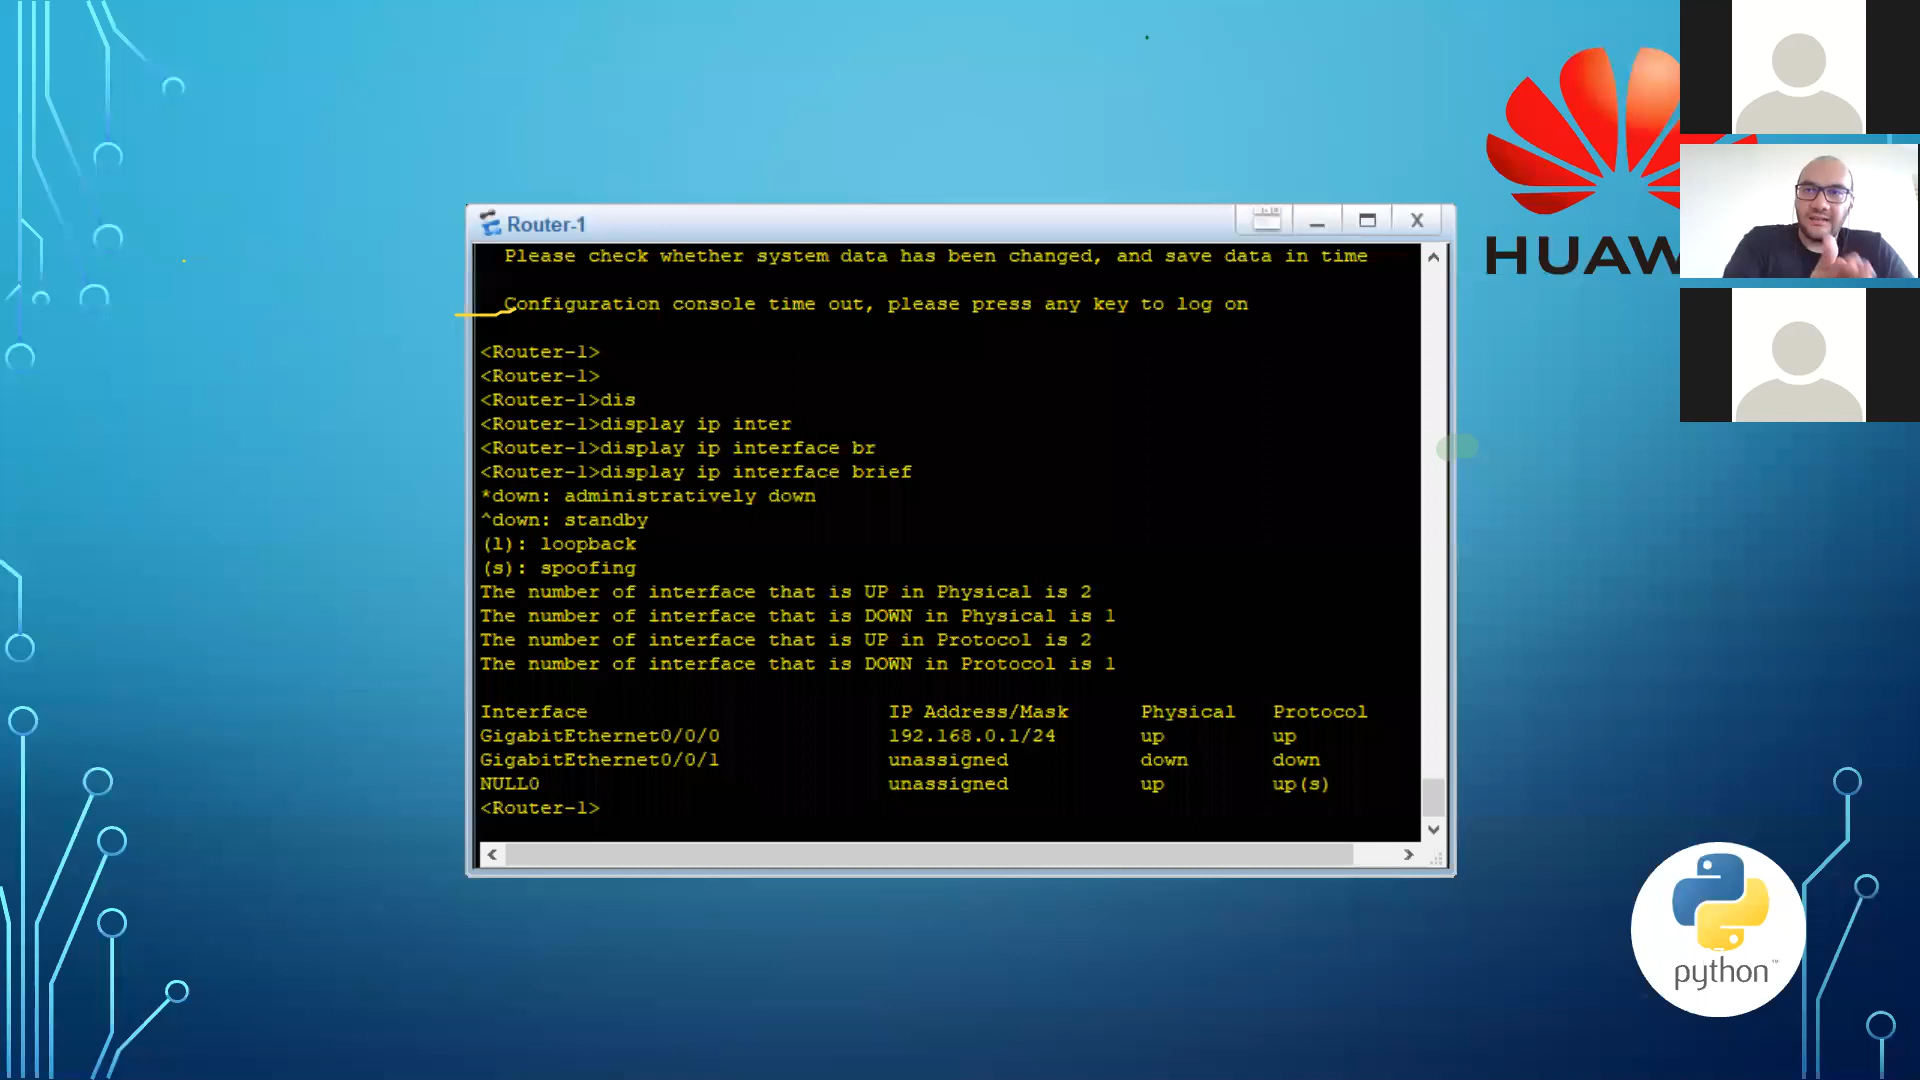 Router-1
Please check whether system data has been changed, and save data in time
Configuration console time out, please press any key to log on
<Router-1>
<Router-1>
<Router-1>dis
<Router-1>display ip inter
<Router-1>display ip interface br
<Router-1>display ip interface brief
*down: administratively down
^down: standby
(l): loopback
(s): spoofing
The number of interface that is UP in Physical is 2
The number of interface that is DOWN in Physical is 1
The number of interface that is UP in Protocol is 2
The number of interface that is DOWN in Protocol is 1
Interface IP Address/Mask Physical Protocol
GigabitEthernet0/0/0 192.168.0.1/24 up up
GigabitEthernet0/0/1 unassigned down down
NULL0 unassigned up up(s)
<Router-1>
HUAW
python™